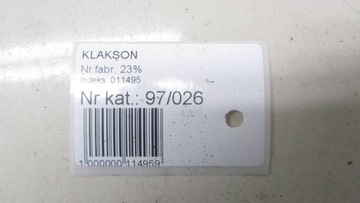 KLAKSON
Nr fabr. 23%
Indeks: 011495
Nr kat.: 97/026
1 000000 114959